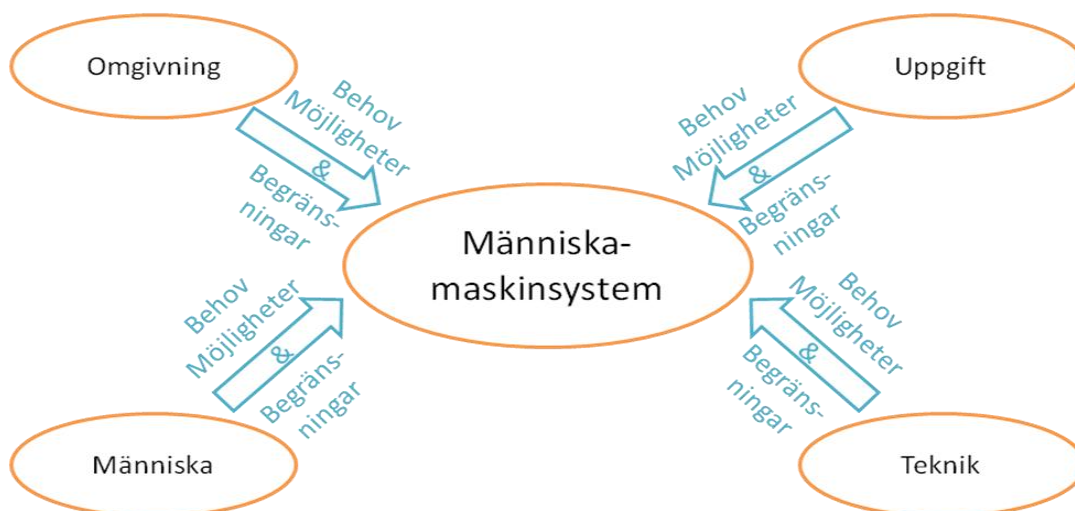 Omgivning
Behov
Möjligheter
&
Begräns-
ningar
Uppgift
Behov
Möjligheter
&
Begräns-
ningar
Människa-
maskinsystem
Behov
Möjligheter
&
Begräns-
ningar
Människa
Behov
Möjligheter
&
Begräns-
ningar
Teknik